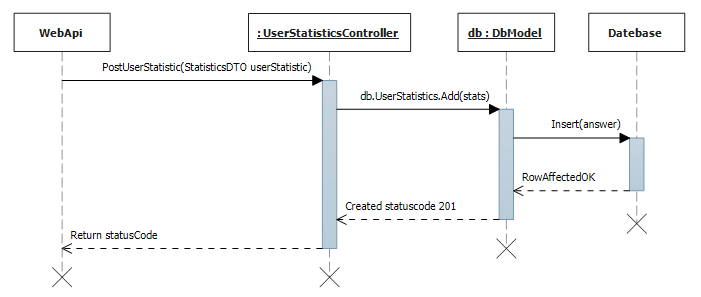 WebApi
: UserStatisticsController
db : DbModel
Datebase
PostUserStatistic(StatisticsDTO userStatistic)
db.UserStatistics.Add(stats)
Insert(answer)
RowAffectedOK
Created statuscode 201
Return statusCode